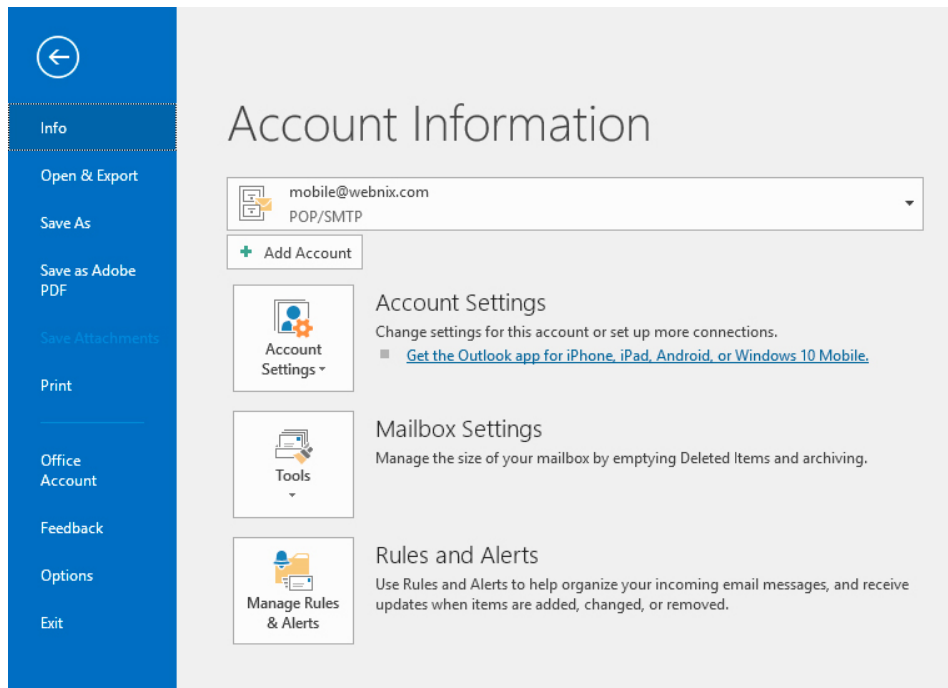 Info
Open & Export
Save As
Save as Adobe
PDF
Save Attachments
Print
Office
Account
Feedback
Options
Exit
Account Information
mobile@webnix.com
POP/SMTP
Add Account
Account
Settings
Account Settings
Change settings for this account or set up more connections.
Get the Outlook app for iPhone, iPad, Android, or Windows 10 Mobile.
Tools
Mailbox Settings
Manage the size of your mailbox by emptying Deleted Items and archiving.
Manage Rules
& Alerts
Rules and Alerts
Use Rules and Alerts to help organize your incoming email messages, and receive
updates when items are added, changed, or removed.